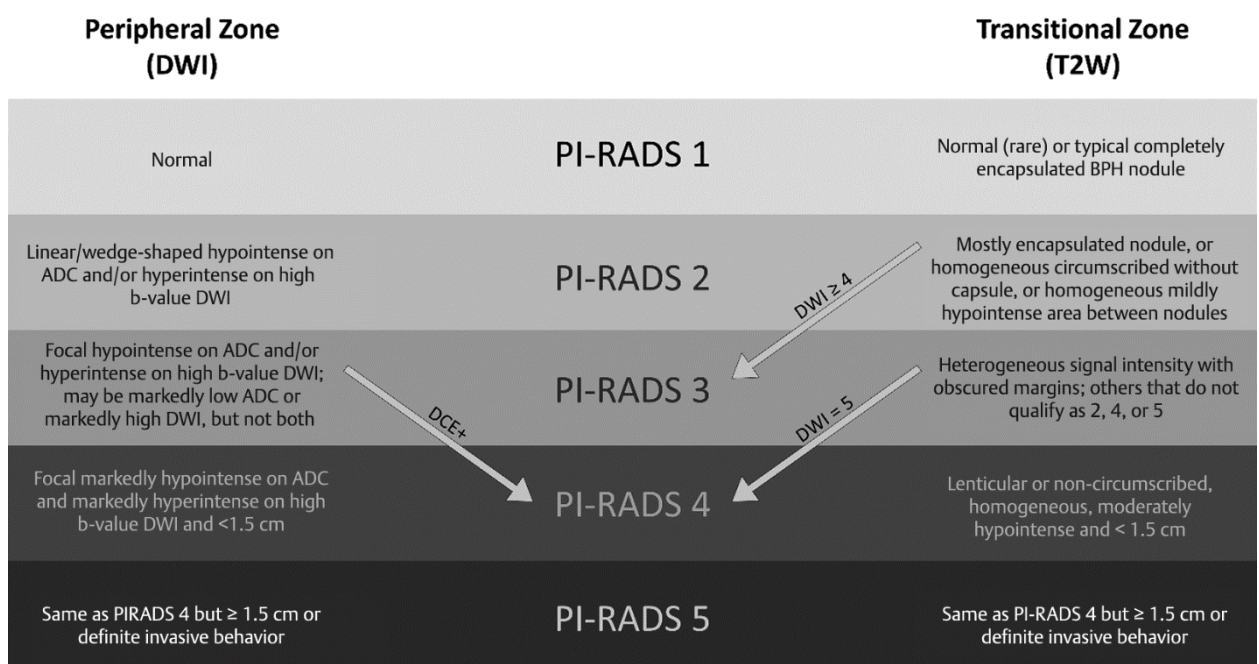 Peripheral Zone
(DWI)
Transitional Zone
(T2W)
Normal
PI-RADS 1
Normal (rare) or typical completely
encapsulated BPH nodule
Linear/wedge-shaped hypointense on
ADC and/or hyperintense on high
b-value DWI
PI-RADS 2
DWI ≥ 4
Mostly encapsulated nodule, or
homogeneous circumscribed without
capsule, or homogeneous mildly
hypointense area between nodules
Focal hypointense on ADC and/or
hyperintense on high b-value DWI;
may be markedly low ADC or
markedly high DWI, but not both
DCE+
PI-RADS 3
DWI = 5
Heterogeneous signal intensity with
obscured margins; others that do not
qualify as 2, 4, or 5
Focal markedly hypointense on ADC
and markedly hyperintense on high
b-value DWI and <1.5 cm
PI-RADS 4
Lenticular or non-circumscribed,
homogeneous, moderately
hypointense and < 1.5 cm
Same as PIRADS 4 but ≥ 1.5 cm or
definite invasive behavior
PI-RADS 5
Same as PI-RADS 4 but ≥ 1.5 cm or
definite invasive behavior